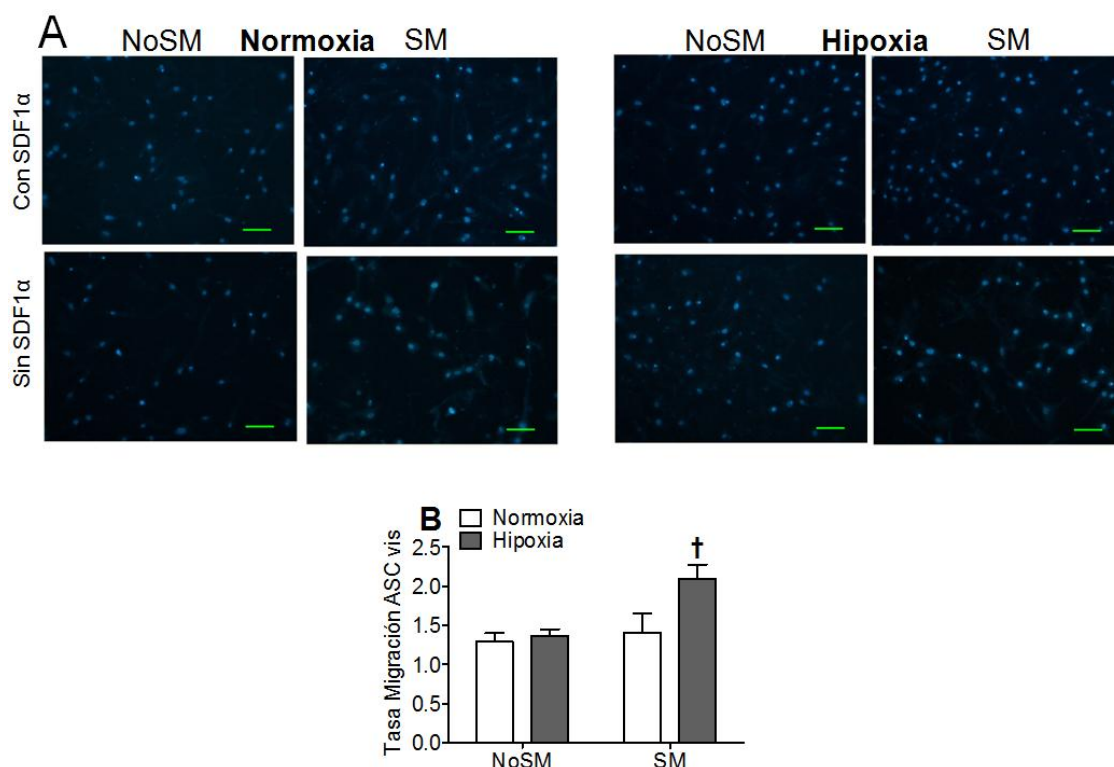 A
NoSM Normoxia SM
NoSM Hipoxia SM
Con SDF1α
Sin SDF1α
B
Normoxia
Hipoxia
†
Tasa Migración ASC vis
2.5
2.0
1.5
1.0
0.5
0.0
NoSM SM